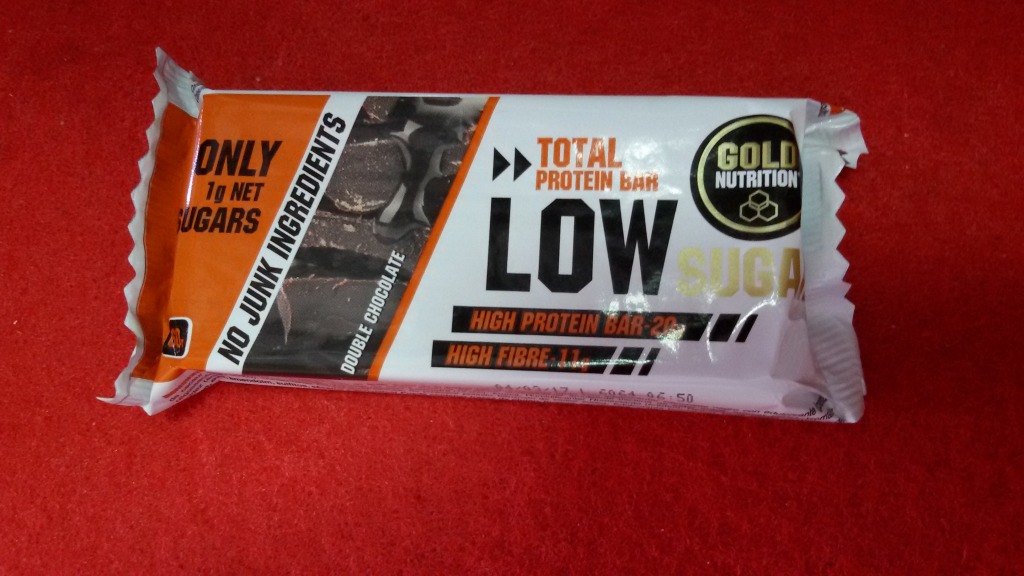 ONLY
1g NET
SUGARS
NO JUNK INGREDIENTS
DOUBLE CHOCOLATE
TOTAL
PROTEIN BAR
LOW
SUGA
HIGH PROTEIN BAR-20
HIGH FIBRE-11g
GOLD
NUTRITION